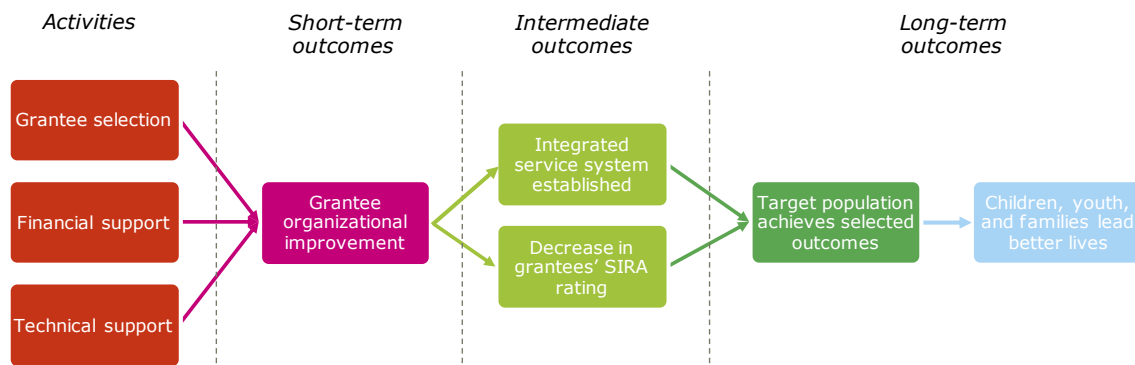 Activities
Short-term
outcomes
Intermediate
outcomes
Long-term
outcomes
Grantee selection
Financial support
Technical support
Grantee
organizational
improvement
Integrated
service system
established
Decrease in
grantees’ SIRA
rating
Target population
achieves selected
outcomes
Children, youth,
and families lead
better lives